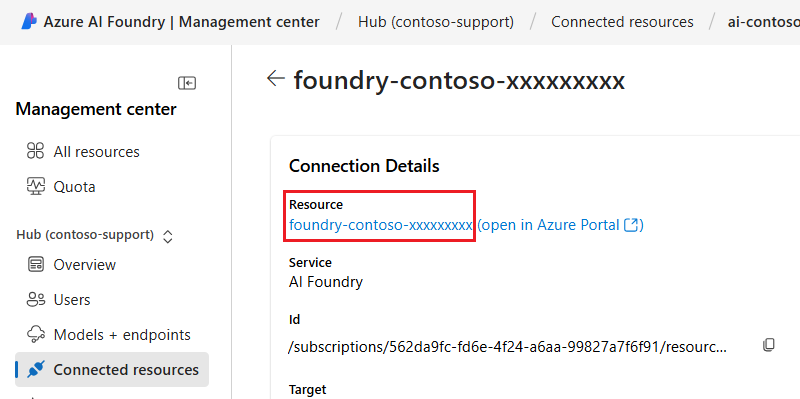 Azure AI Foundry | Management center / Hub (contoso-support) / Connected resources / ai-contoso
foundry-contoso-xxxxxxxxx
Management center
All resources
Quota
Hub (contoso-support)
Overview
Users
Models + endpoints
Connected resources
Connection Details
Resource
foundry-contoso-xxxxxxxxx (open in Azure Portal)
Service
AI Foundry
Id
/subscriptions/562da9fc-fd6e-4f24-a6aa-99827a7f6f91/resourc...
Target